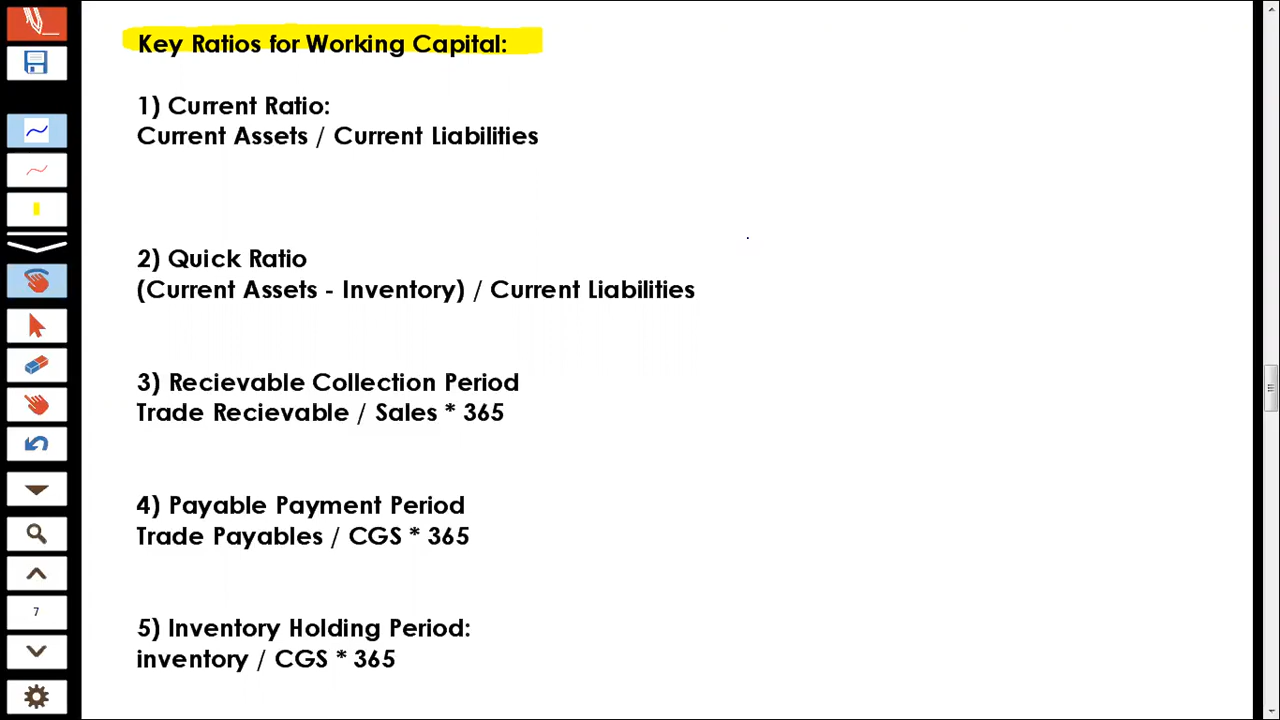 Key Ratios for Working Capital:
1) Current Ratio:
Current Assets / Current Liabilities
2) Quick Ratio
(Current Assets - Inventory) / Current Liabilities
3) Recievable Collection Period
Trade Recievable / Sales * 365
4) Payable Payment Period
Trade Payables / CGS * 365
5) Inventory Holding Period:
inventory / CGS * 365
7